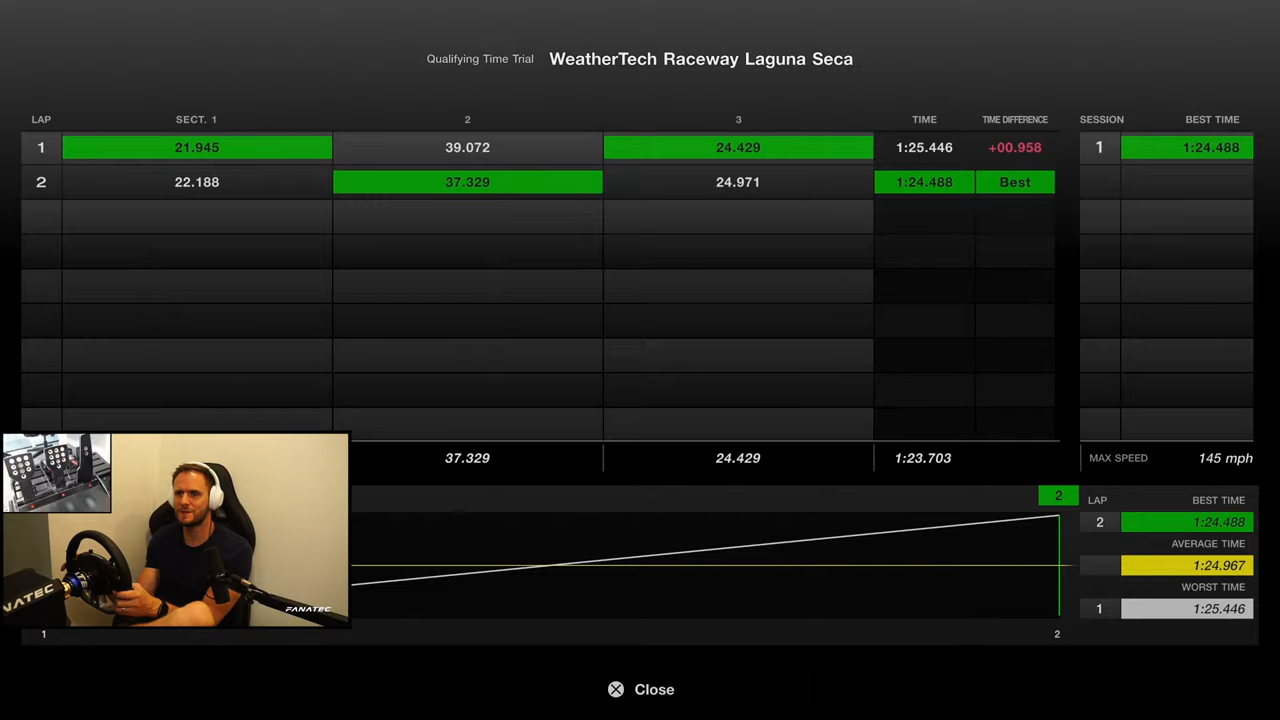 Qualifying Time Trial WeatherTech Raceway Laguna Seca
LAP SECT. 1 2 3 TIME TIME DIFFERENCE SESSION BEST TIME
1 21.945 39.072 24.429 1:25.446 +00.958 1 1:24.488
2 22.188 37.329 24.971 1:24.488 Best
37.329 24.429 1:23.703 MAX SPEED 145 mph
2 LAP BEST TIME
2 1:24.488
AVERAGE TIME
1:24.967
WORST TIME
1 1:25.446
NATEC
FANATEC
1 2
Close